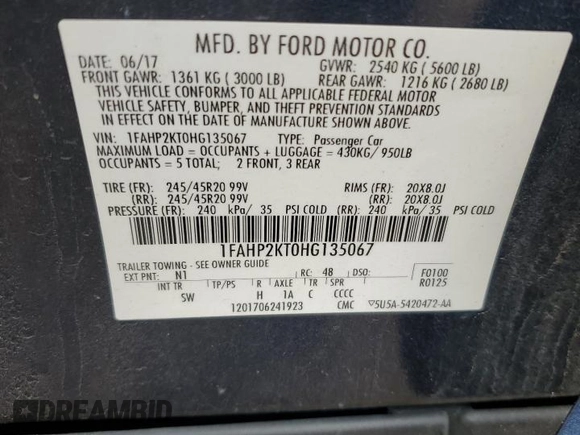 MFD. BY FORD MOTOR CO.
DATE: 06/17 GVWR: 2540 KG ( 5600 LB)
FRONT GAWR: 1361 KG ( 3000 LB) REAR GAWR: 1216 KG ( 2680 LB)
THIS VEHICLE CONFORMS TO ALL APPLICABLE FEDERAL MOTOR
VEHICLE SAFETY, BUMPER, AND THEFT PREVENTION STANDARDS
IN EFFECT ON THE DATE OF MANUFACTURE SHOWN ABOVE.
VIN: 1FAHP2KT0HG135067 TYPE: Passenger Car
MAXIMUM LOAD = OCCUPANTS + LUGGAGE = 430KG/ 950LB
OCCUPANTS = 5 TOTAL; 2 FRONT, 3 REAR
TIRE (FR): 245/45R20 99V RIMS (FR): 20X8.0J
(RR): 245/45R20 99V (RR): 20X8.0J
PRESSURE (FR): 240 kPa/ 35 PSI COLD (RR): 240 kPa/ 35 PSI COLD
1FAHP2KT0HG135067
TRAILER TOWING - SEE OWNER GUIDE
EXT PNT: N1 RC: 48 DSO: F0100
R0125
INT TR TP/PS R AXLE TR SPR
SW H 1A C CCCC
1201706241923 CMC 5U5A-5420472-AA
DREAMBID